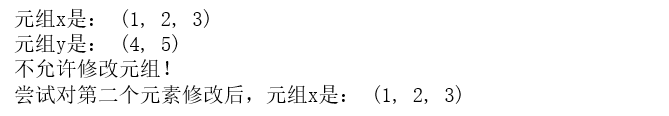 元组x是： (1, 2, 3)
元组y是： (4, 5)
不允许修改元组！
尝试对第二个元素修改后，元组x是： (1, 2, 3)